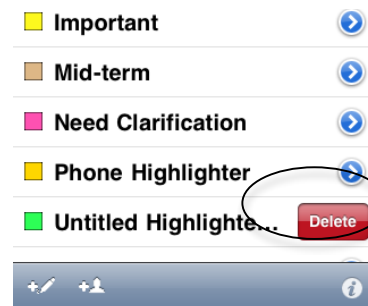 Important
Mid-term
Need Clarification
Phone Highlighter
Untitled Highlighte... Delete